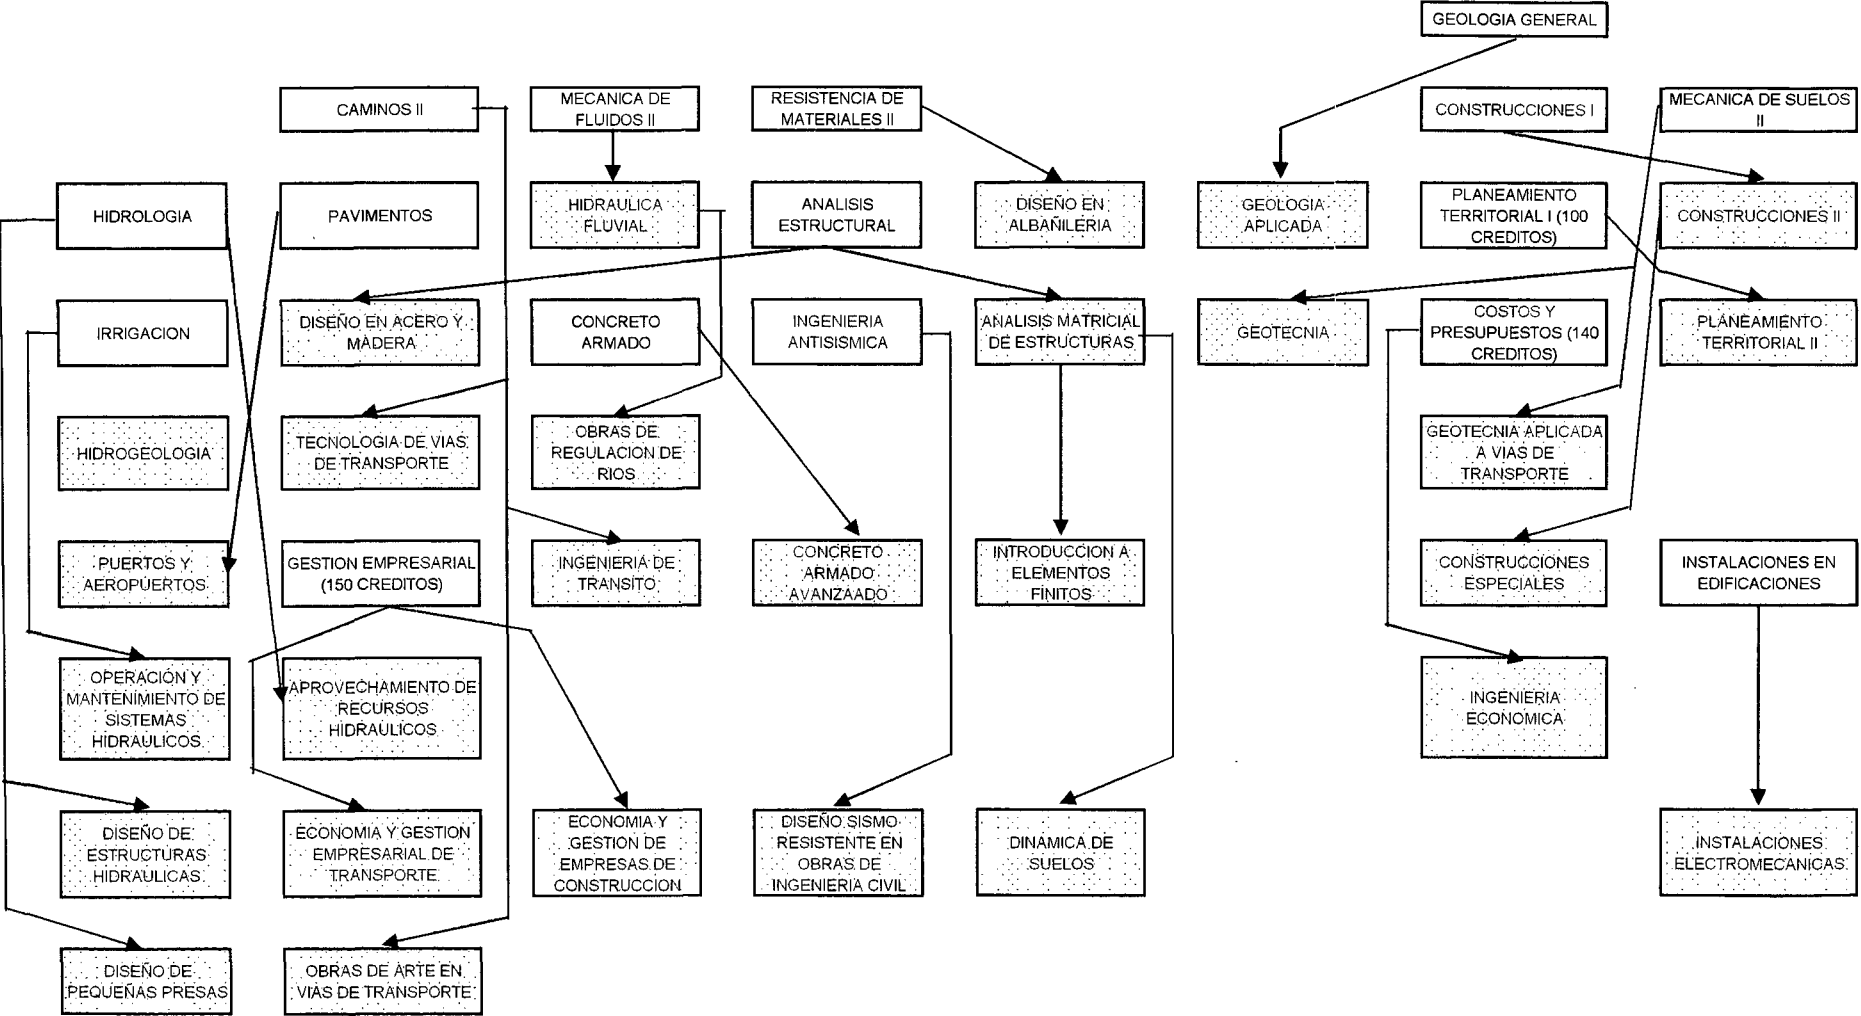 GEOLOGIA GENERAL
CAMINOS II
MECANICA DE
FLUIDOS II
RESISTENCIA DE
MATERIALES II
CONSTRUCCIONES I
MECANICA DE SUELOS
II
HIDROLOGIA
PAVIMENTOS
HIDRAULICA
FLUVIAL
ANALISIS
ESTRUCTURAL
DISEÑO EN
ALBAÑILERIA
GEOLOGIA
APLICADA
PLANEAMIENTO
TERRITORIAL I (100
CREDITOS)
CONSTRUCCIONES II
IRRIGACION
DISEÑO EN ACERO Y
MADERA
CONCRETO
ARMADO
INGENIERIA
ANTISISMICA
ANALISIS MATRICIAL
DE ESTRUCTURAS
GEOTECNIA
COSTOS Y
PRESUPUESTOS (140
CREDITOS)
PLANEAMIENTO
TERRITORIAL II
HIDROGEOLOGIA
TECNOLOGIA DE VIAS
DE TRANSPORTE
OBRAS DE
REGULACION DE
RIOS
GEOTECNIA APLICADA
A VIAS DE
TRANSPORTE
PUERTOS Y
AEROPUERTOS
GESTION EMPRESARIAL
(150 CREDITOS)
INGENIERIA DE
TRANSITO
CONCRETO
ARMADO
AVANZAADO
INTRODUCCION A
ELEMENTOS
FINITOS
CONSTRUCCIONES
ESPECIALES
INSTALACIONES EN
EDIFICACIONES
OPERACIÓN Y
MANTENIMIENTO DE
SISTEMAS
HIDRAULICOS
APROVECHAMIENTO DE
RECURSOS
HIDRAULICOS
INGENIERIA
ECONOMICA
DISEÑO DE
ESTRUCTURAS
HIDRAULICAS
ECONOMIA Y GESTION
EMPRESARIAL DE
TRANSPORTE
ECONOMIA Y
GESTION DE
EMPRESAS DE
CONSTRUCCION
DISEÑO SISMO
RESISTENTE EN
OBRAS DE
INGENIERIA CIVIL
DINAMICA DE
SUELOS
INSTALACIONES
ELECTROMECANICAS
DISEÑO DE
PEQUEÑAS PRESAS
OBRAS DE ARTE EN
VIAS DE TRANSPORTE